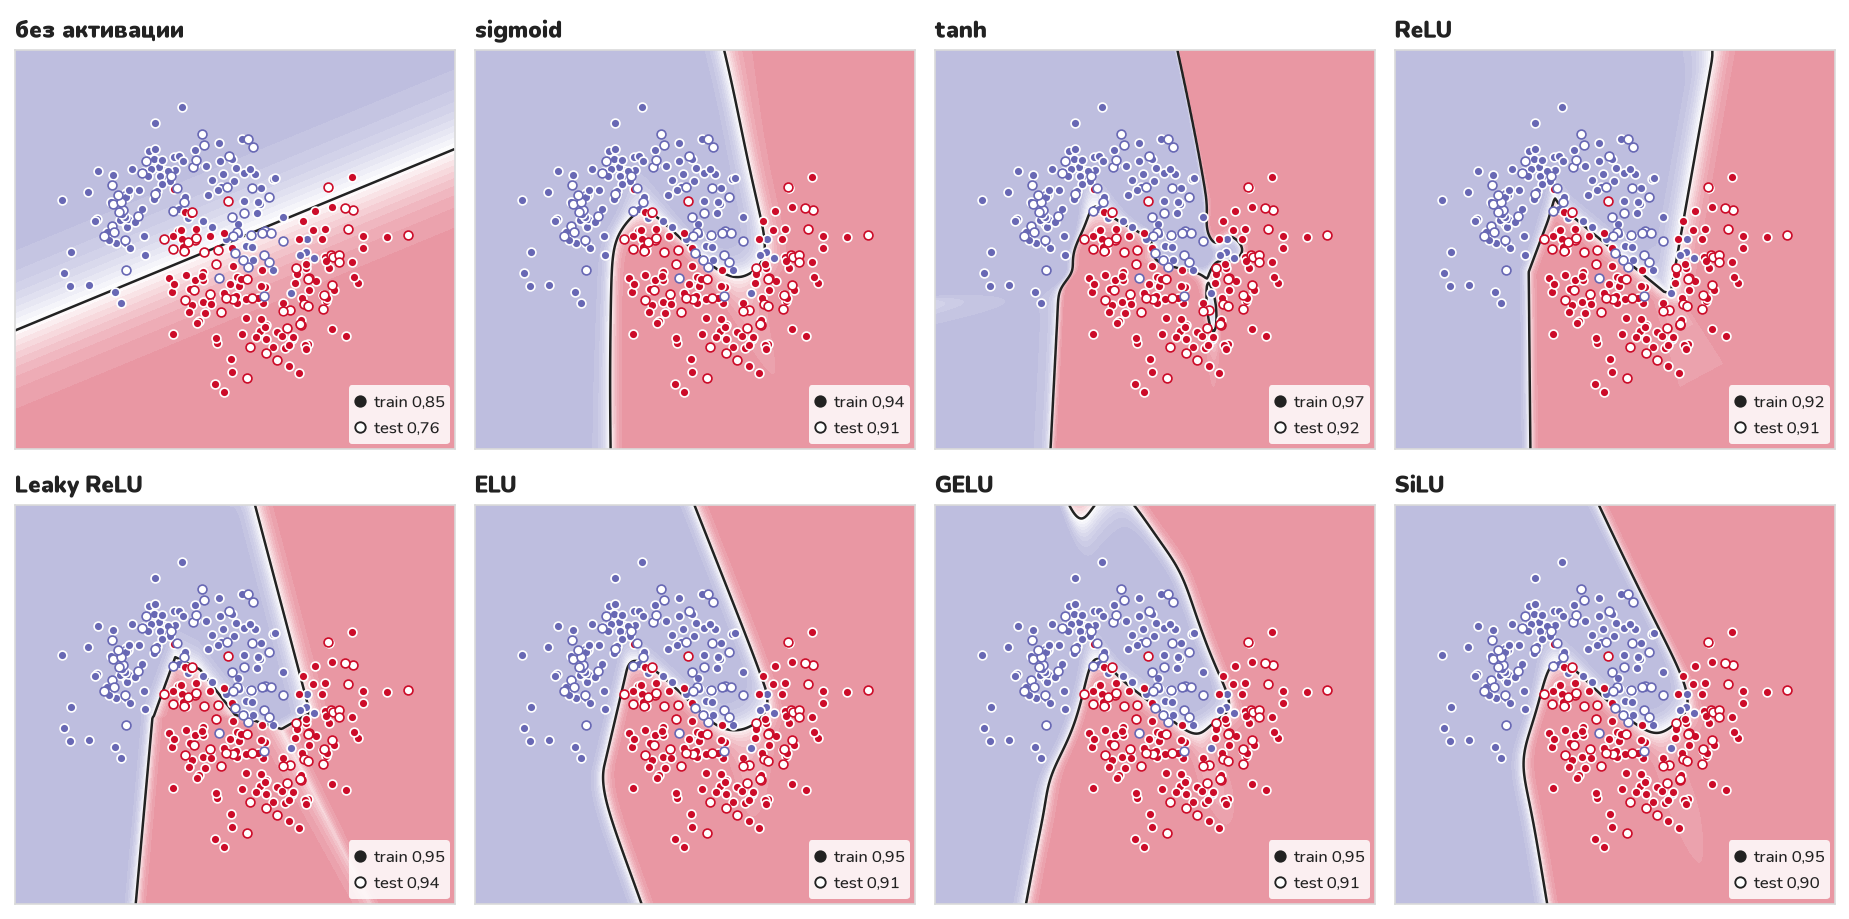 без активации
train 0,85
test 0,76
sigmoid
train 0,94
test 0,91
tanh
train 0,97
test 0,92
ReLU
train 0,92
test 0,91
Leaky ReLU
train 0,95
test 0,94
ELU
train 0,95
test 0,91
GELU
train 0,95
test 0,91
SiLU
train 0,95
test 0,90